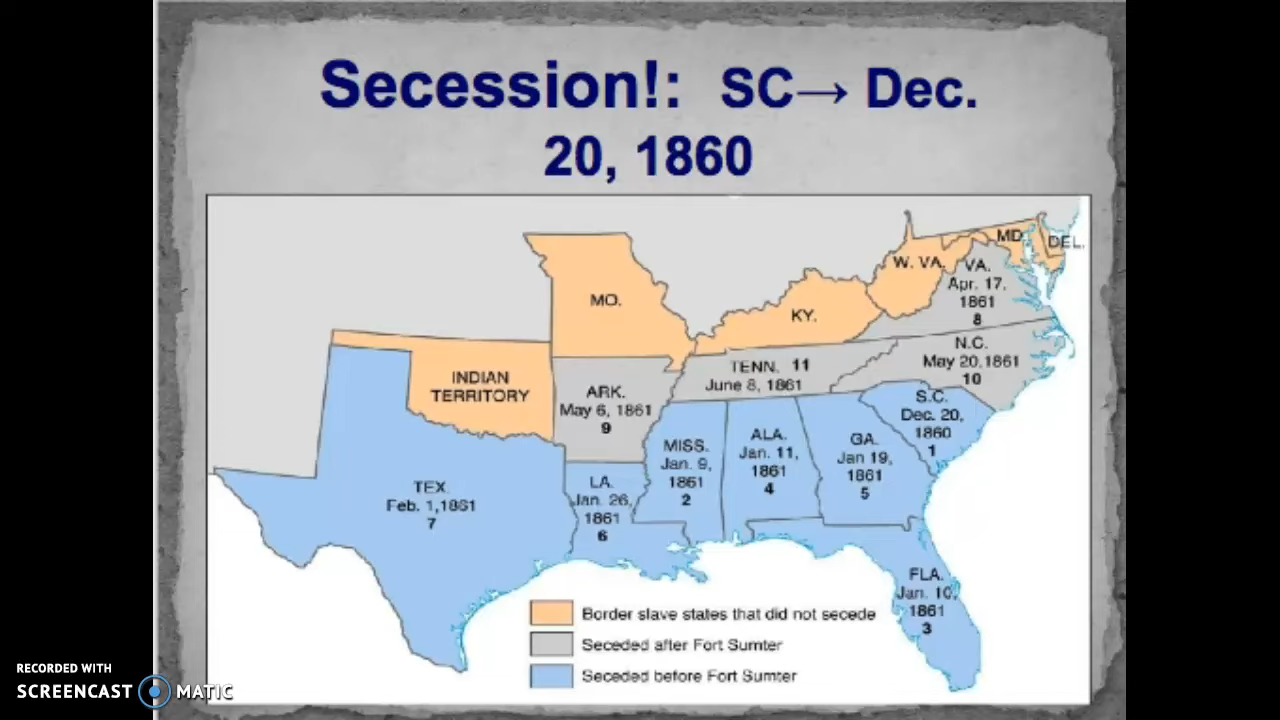 Secession!: SC→ Dec.
20, 1860
MO.
KY.
W. VA.
MD.
DEL.
VA.
Apr. 17,
1861
8
N.C.
May 20,1861
10
TENN. 11
June 8, 1861
INDIAN
TERRITORY
ARK.
May 6, 1861
9
S.C.
Dec. 20,
1860
1
MISS.
Jan. 9,
1861
2
ALA.
Jan. 11,
1861
4
GA.
Jan 19,
1861
5
TEX.
Feb. 1,1861
7
LA.
Jan. 26,
1861
6
FLA.
Jan. 10,
1861
3
Border slave states that did not secede
Seceded after Fort Sumter
Seceded before Fort Sumter
RECORDED WITH
SCREENCAST MATIC